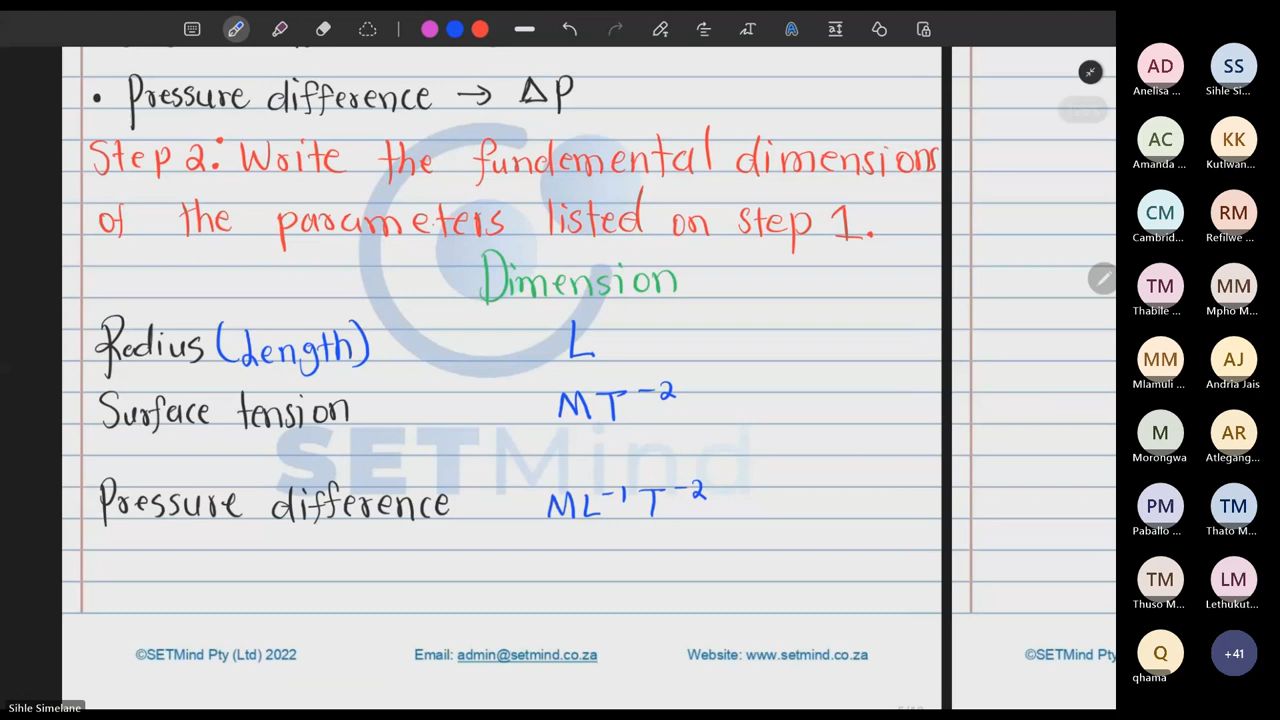 • Pressure difference → ΔP
Step 2: Write the fundemental dimensions
of the parameters listed on step 1.
Dimension
Radius (Length) L
Surface tension MT⁻²
SETMind
Pressure difference ML⁻¹T⁻²
©SETMind Pty (Ltd) 2022 Email: admin@setmind.co.za Website: www.setmind.co.za
©SETMind Pty
Sihle Simelane
AD SS
Anelisa ... Sihle Si...
AC KK
Amanda ... Kutlwan...
CM RM
Cambrid... Refilwe ...
TM MM
Thabile ... Mpho M...
MM AJ
Mlamuli ... Andria Jais
M AR
Morongwa Atlegang...
PM TM
Paballo ... Thato M...
TM LM
Thuso M... Lethukut...
Q +41
qhama